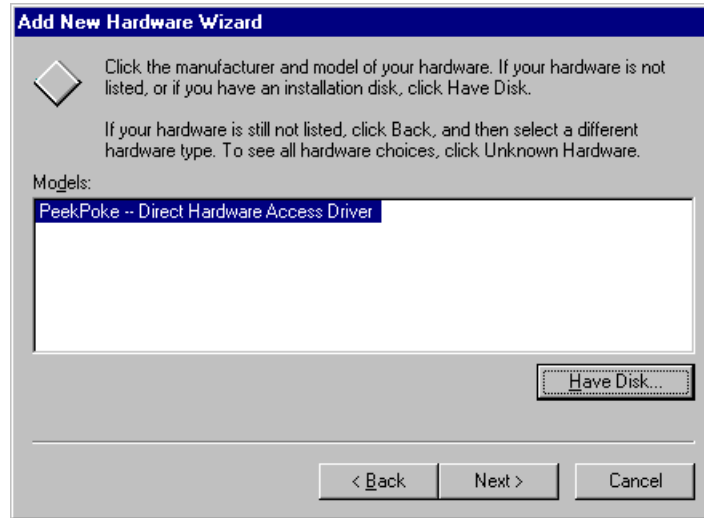 Add New Hardware Wizard
Click the manufacturer and model of your hardware. If your hardware is not
listed, or if you have an installation disk, click Have Disk.
If your hardware is still not listed, click Back, and then select a different
hardware type. To see all hardware choices, click Unknown Hardware.
Models:
PeekPoke -- Direct Hardware Access Driver
Have Disk...
< Back Next > Cancel